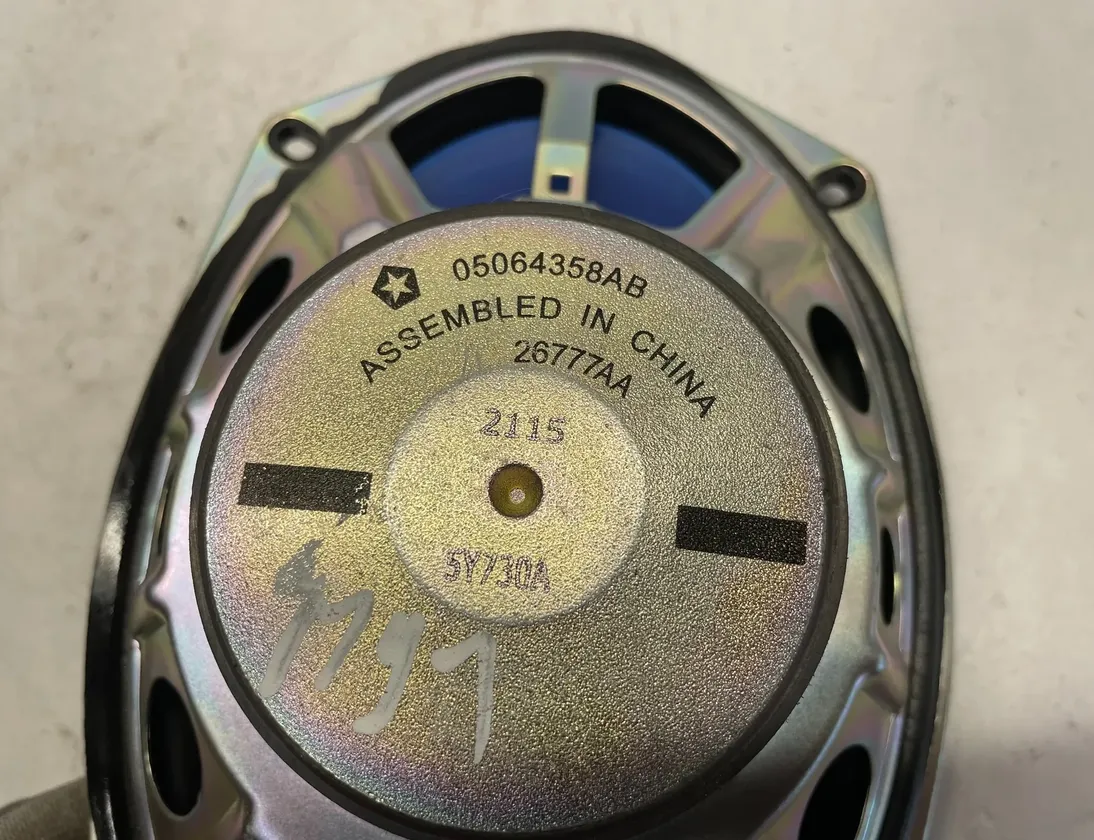 05064358AB
ASSEMBLED IN CHINA
26777AA
2115
5Y730A